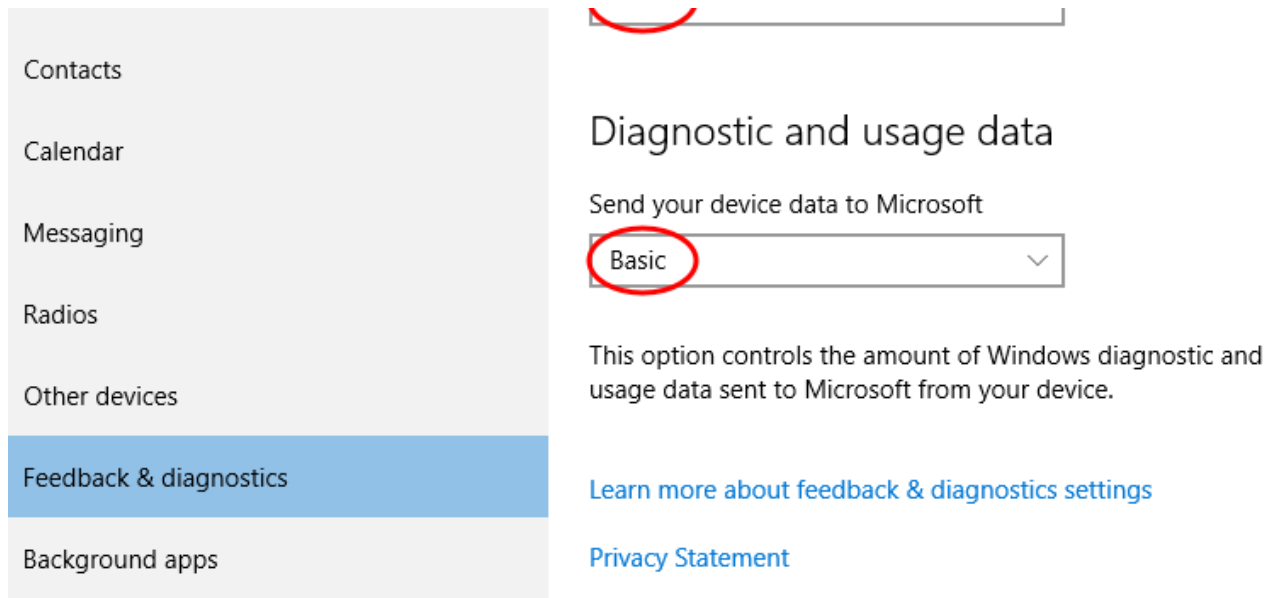 Contacts
Calendar
Messaging
Radios
Other devices
Feedback & diagnostics
Background apps
Diagnostic and usage data
Send your device data to Microsoft
Basic
This option controls the amount of Windows diagnostic and
usage data sent to Microsoft from your device.
Learn more about feedback & diagnostics settings
Privacy Statement